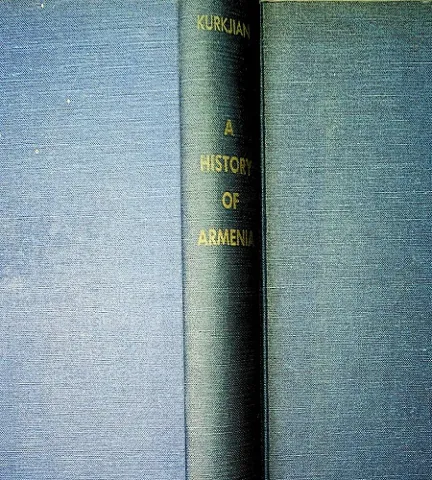 KURKJIAN
A
HISTORY
OF
ARMENIA